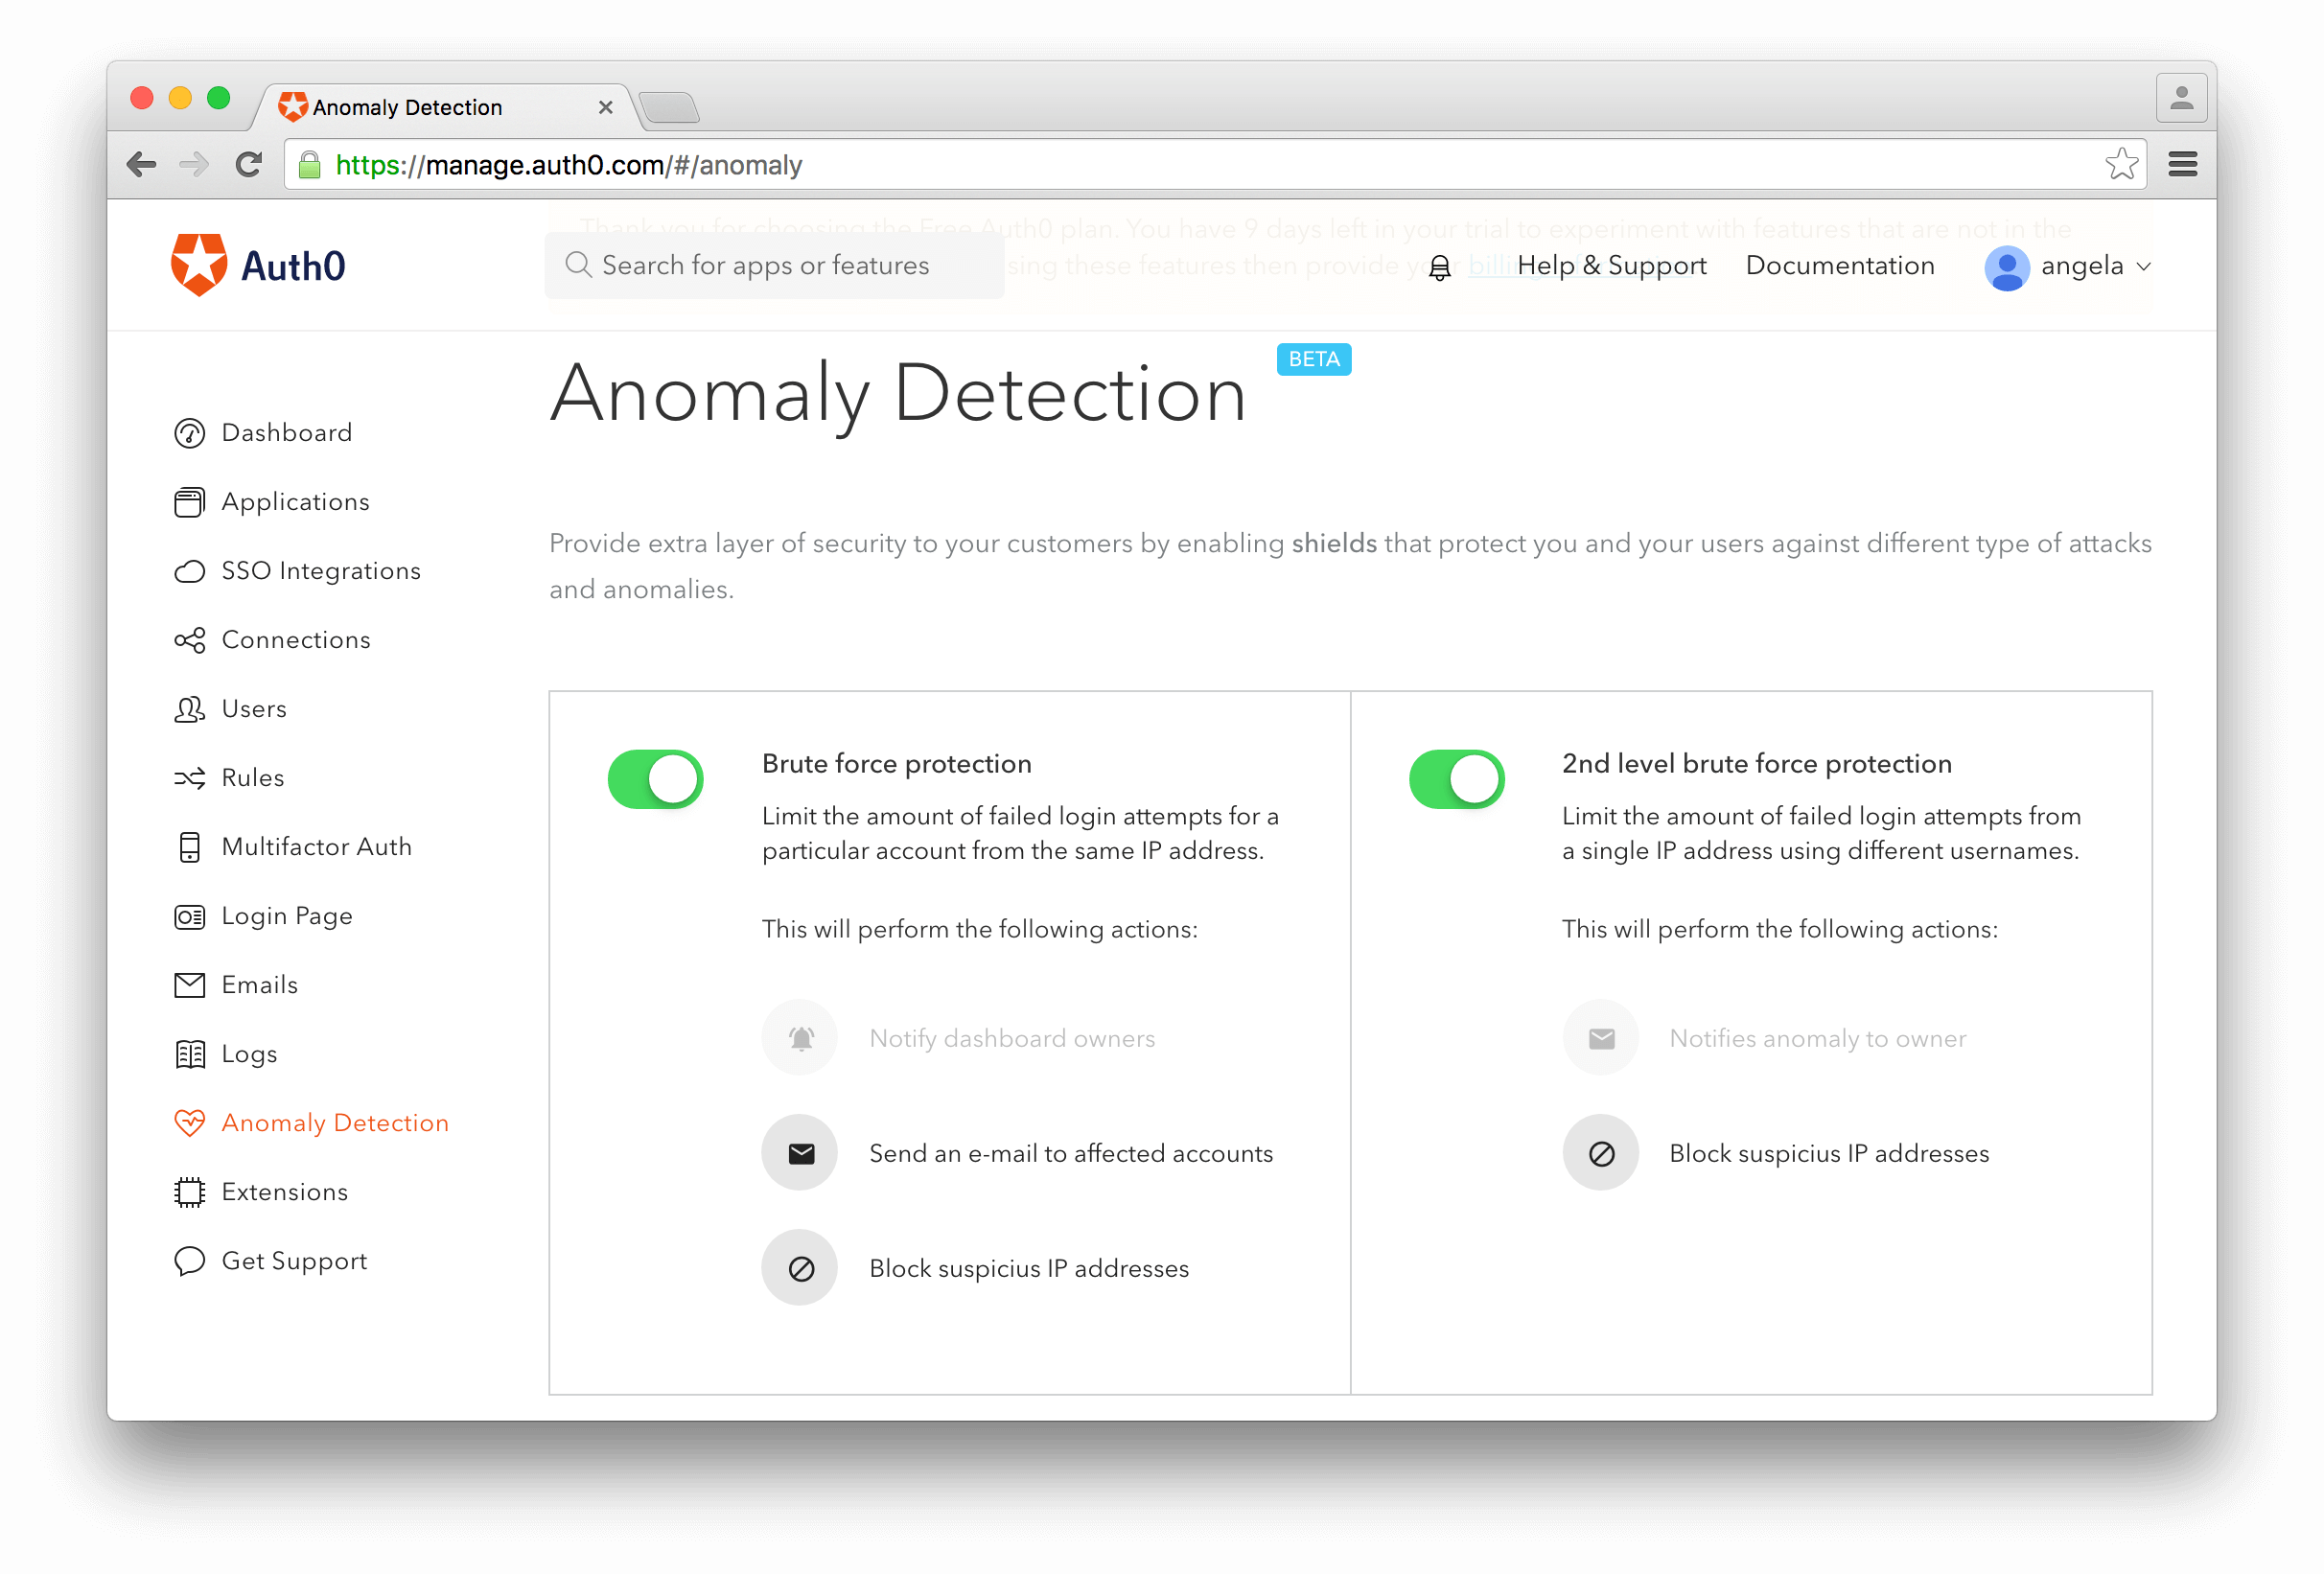 Anomaly Detection
https://manage.auth0.com/#/anomaly
Thank you for choosing the Free Auth0 plan. You have 9 days left in your trial to experiment with features that are not in the
Auth0
Search for apps or features
using these features then provide your
Help & Support
Documentation
angela
Anomaly Detection
BETA
Dashboard
Applications
SSO Integrations
Connections
Users
Rules
Multifactor Auth
Login Page
Emails
Logs
Anomaly Detection
Extensions
Get Support
Provide extra layer of security to your customers by enabling shields that protect you and your users against different type of attacks
and anomalies.
Brute force protection
Limit the amount of failed login attempts for a
particular account from the same IP address.
This will perform the following actions:
Notify dashboard owners
Send an e-mail to affected accounts
Block suspicius IP addresses
2nd level brute force protection
Limit the amount of failed login attempts from
a single IP address using different usernames.
This will perform the following actions:
Notifies anomaly to owner
Block suspicius IP addresses